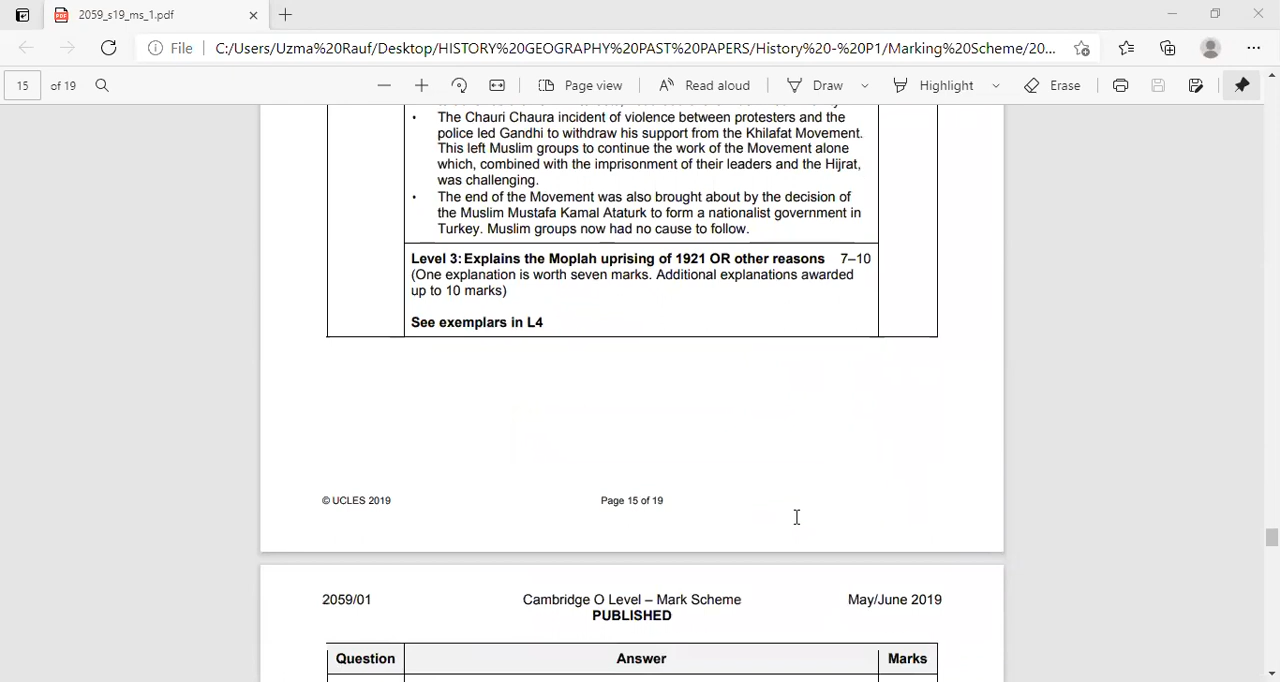 2059_s19_ms_1.pdf
File
C:/Users/Uzma%20Rauf/Desktop/HISTORY%20GEOGRAPHY%20PAST%20PAPERS/History%20-%20P1/Marking%20Scheme/20...
15 of 19
Page view
Read aloud
Draw
Highlight
Erase
• The Chauri Chaura incident of violence between protesters and the
police led Gandhi to withdraw his support from the Khilafat Movement.
This left Muslim groups to continue the work of the Movement alone
which, combined with the imprisonment of their leaders and the Hijrat,
was challenging.
• The end of the Movement was also brought about by the decision of
the Muslim Mustafa Kamal Ataturk to form a nationalist government in
Turkey. Muslim groups now had no cause to follow.
Level 3: Explains the Moplah uprising of 1921 OR other reasons 7–10
(One explanation is worth seven marks. Additional explanations awarded
up to 10 marks)
See exemplars in L4
© UCLES 2019 Page 15 of 19
2059/01 Cambridge O Level – Mark Scheme May/June 2019
PUBLISHED
Question Answer Marks